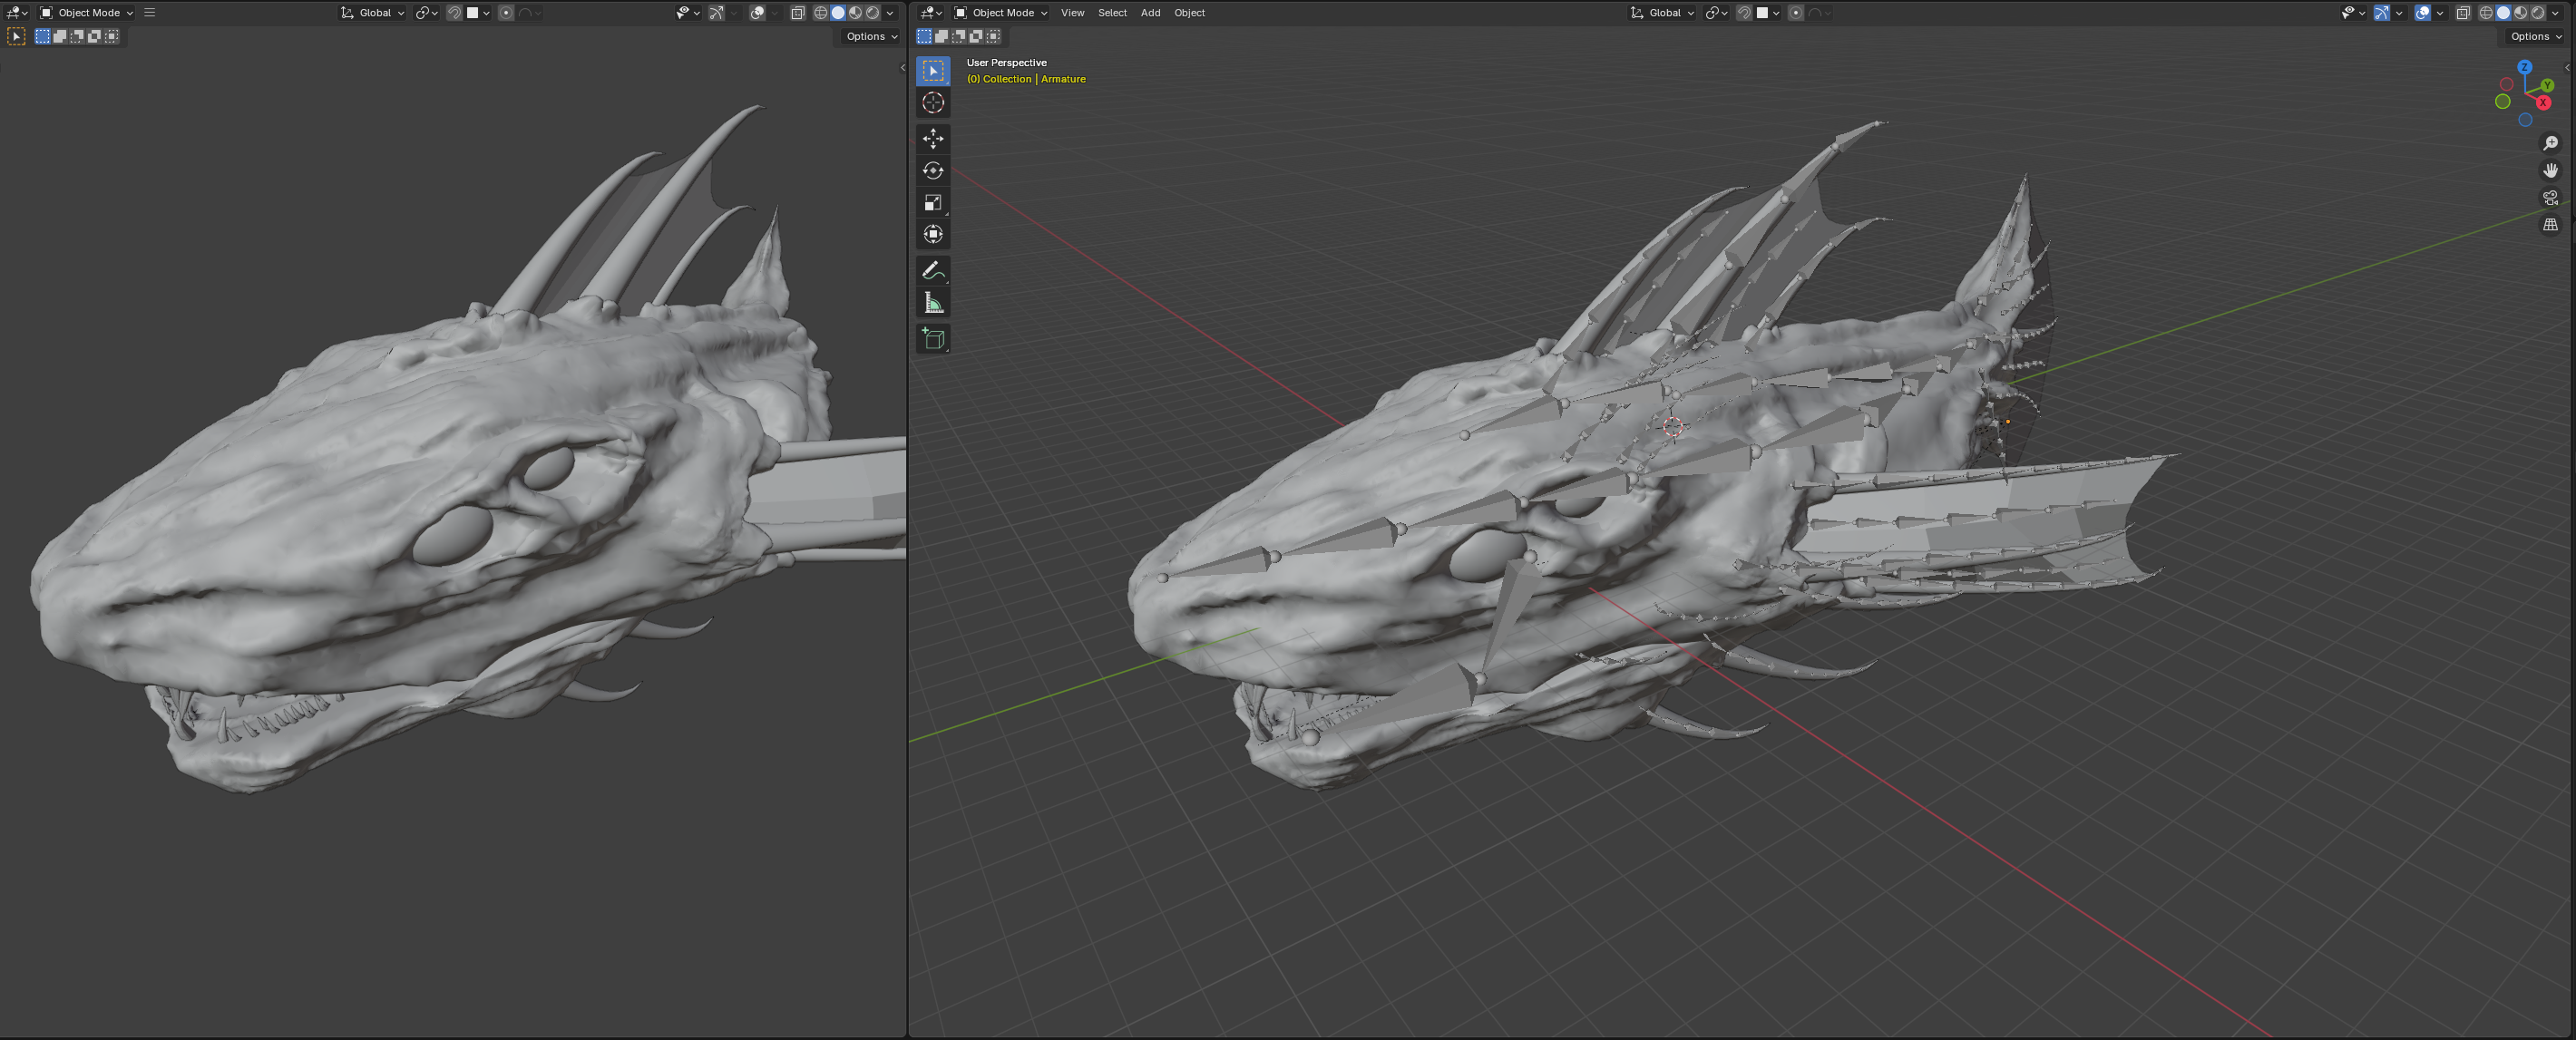 Object Mode
Global
Options
Object Mode
View
Select
Add
Object
Global
Options
User Perspective
(0) Collection | Armature
Z
Y
X